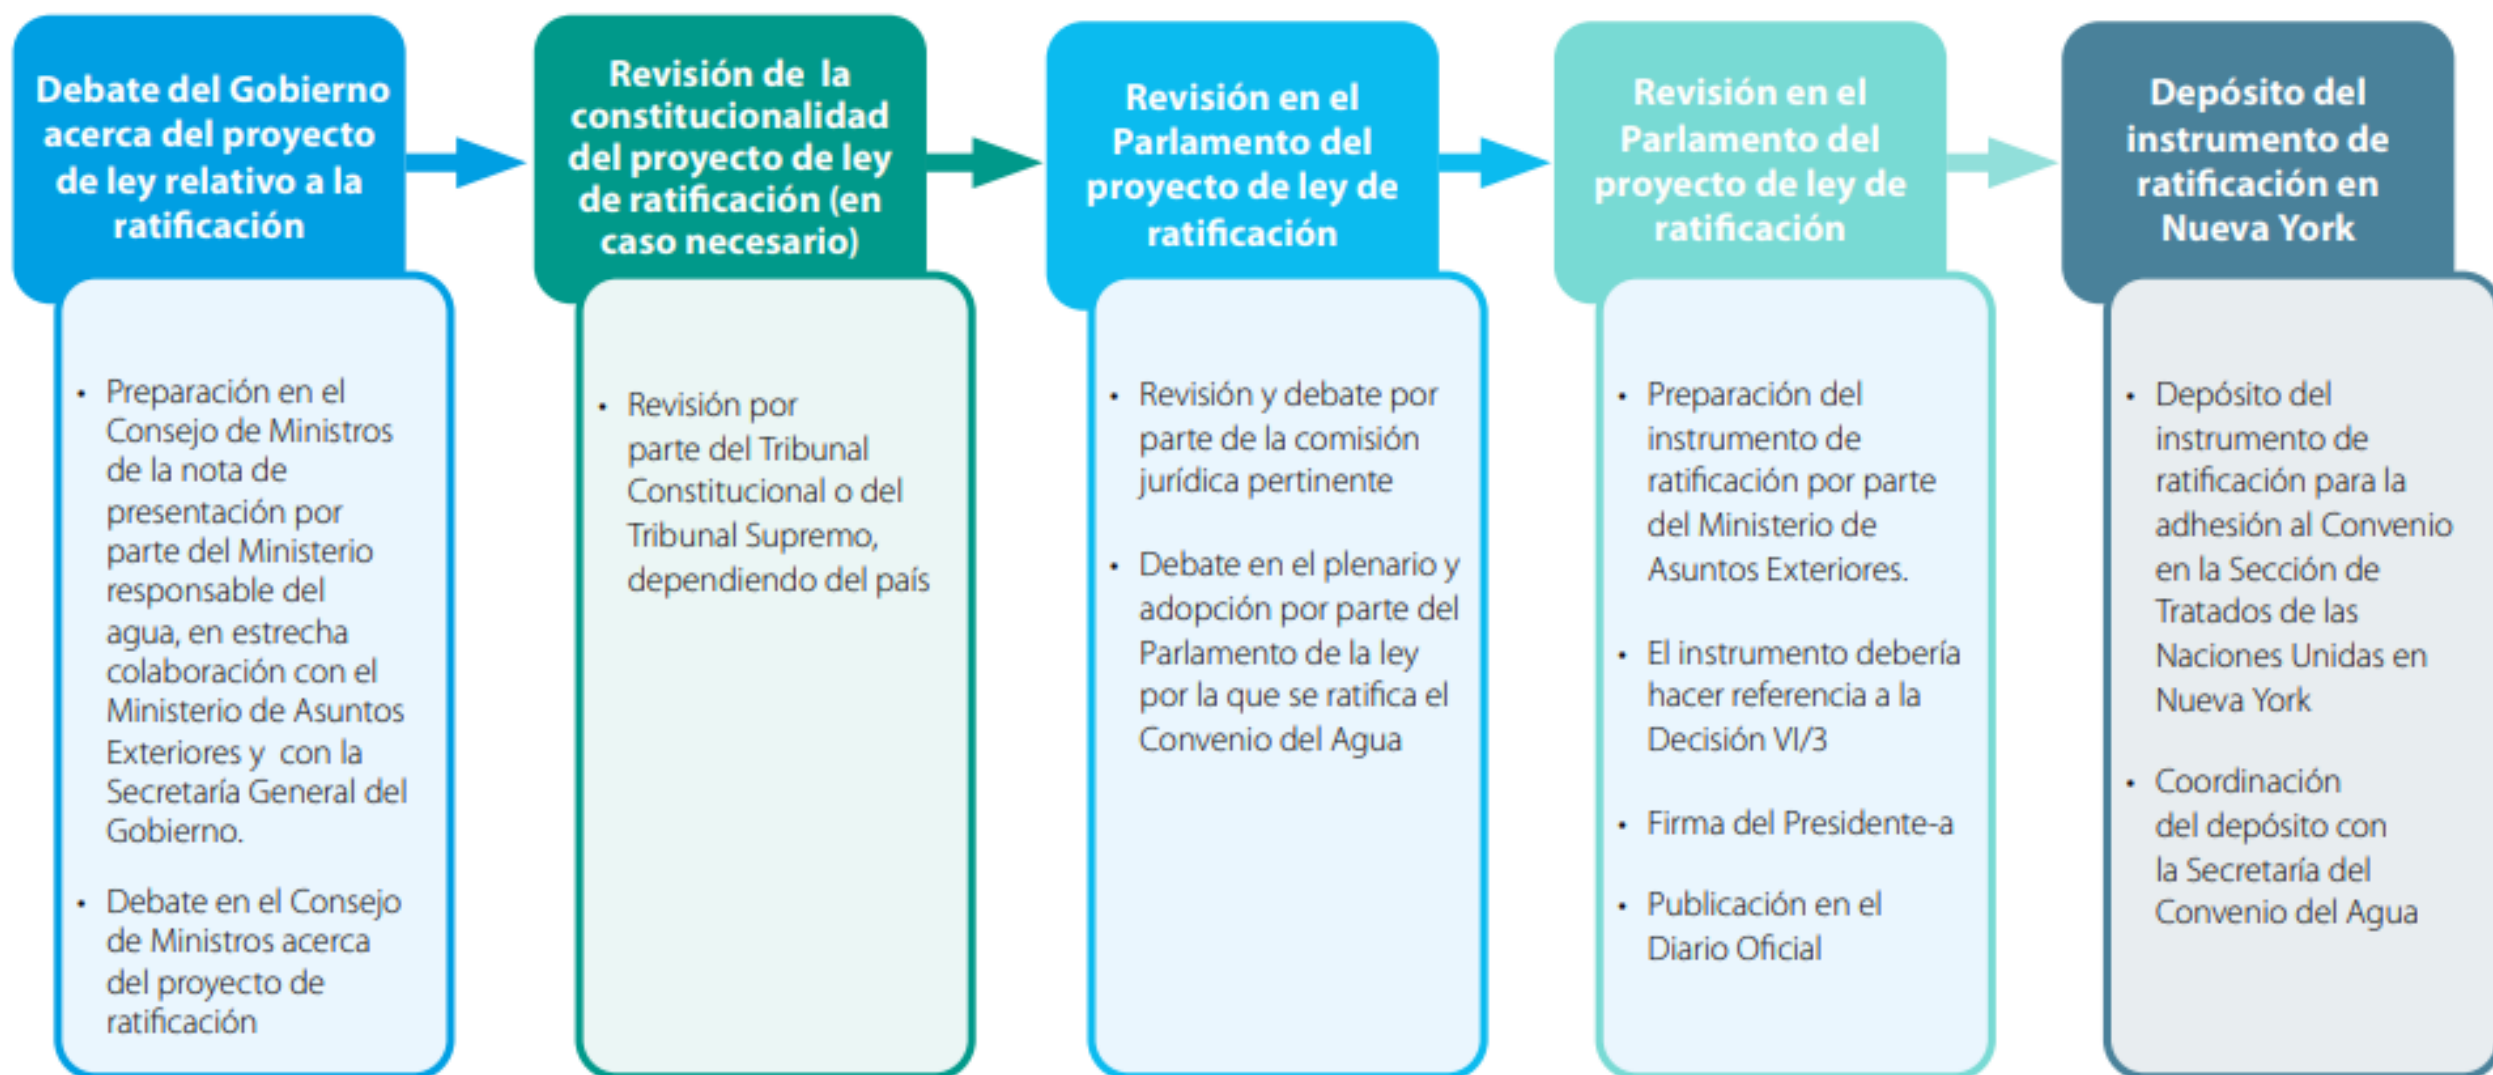 Debate del Gobierno
acerca del proyecto
de ley relativo a la
ratificación
Preparación en el
Consejo de Ministros
de la nota de
presentación por
parte del Ministerio
responsable del
agua, en estrecha
colaboración con el
Ministerio de Asuntos
Exteriores y con la
Secretaría General del
Gobierno.
Debate en el Consejo
de Ministros acerca
del proyecto de
ratificación
Revisión de la
constitucionalidad
del proyecto de ley
de ratificación (en
caso necesario)
Revisión por
parte del Tribunal
Constitucional o del
Tribunal Supremo,
dependiendo del país
Revisión en el
Parlamento del
proyecto de ley de
ratificación
Revisión y debate por
parte de la comisión
jurídica pertinente
Debate en el plenario y
adopción por parte del
Parlamento de la ley
por la que se ratifica el
Convenio del Agua
Revisión en el
Parlamento del
proyecto de ley de
ratificación
Preparación del
instrumento de
ratificación por parte
del Ministerio de
Asuntos Exteriores.
El instrumento debería
hacer referencia a la
Decisión VI/3
Firma del Presidente-a
Publicación en el
Diario Oficial
Depósito del
instrumento de
ratificación en
Nueva York
Depósito del
instrumento de
ratificación para la
adhesión al Convenio
en la Sección de
Tratados de las
Naciones Unidas en
Nueva York
Coordinación
del depósito con
la Secretaría del
Convenio del Agua